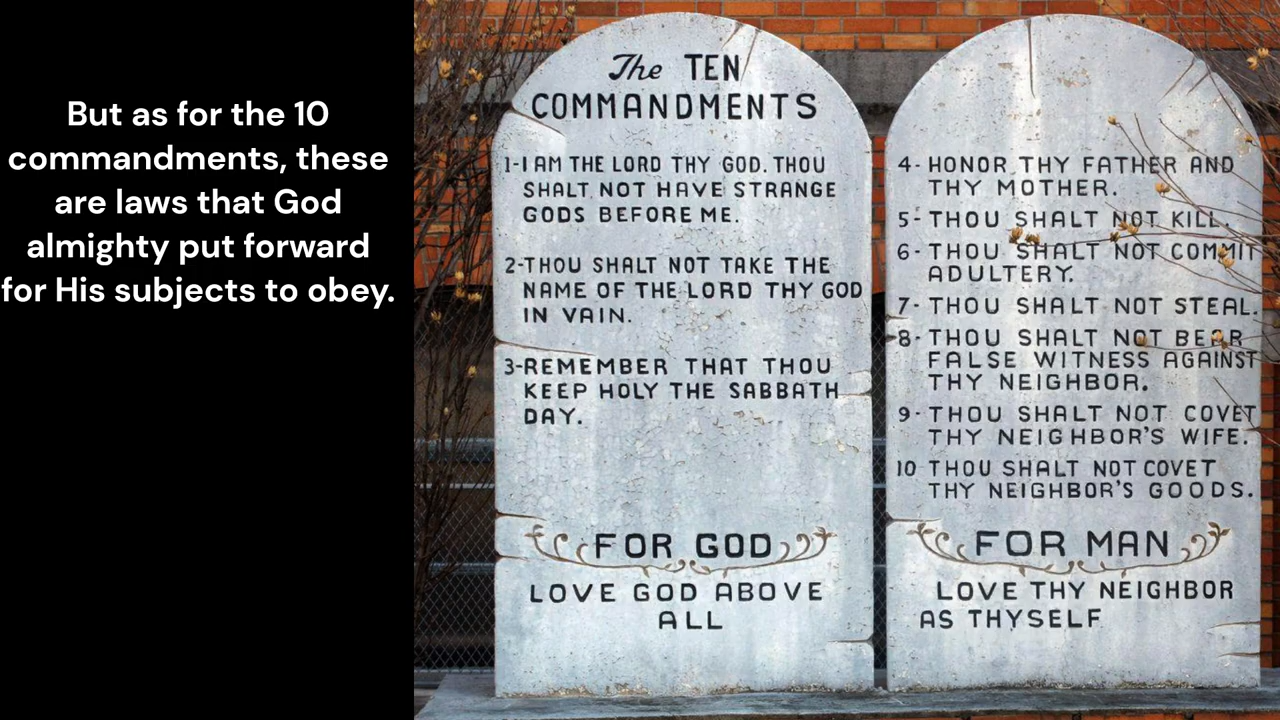 But as for the 10
commandments, these
are laws that God
almighty put forward
for His subjects to obey.
The TEN
COMMANDMENTS
1-I AM THE LORD THY GOD. THOU
SHALT NOT HAVE STRANGE
GODS BEFORE ME.
2-THOU SHALT NOT TAKE THE
NAME OF THE LORD THY GOD
IN VAIN.
3-REMEMBER THAT THOU
KEEP HOLY THE SABBATH
DAY.
FOR GOD
LOVE GOD ABOVE
ALL
4- HONOR THY FATHER AND
THY MOTHER.
5- THOU SHALT NOT KILL.
6- THOU SHALT NOT COMMIT
ADULTERY.
7- THOU SHALT NOT STEAL.
8- THOU SHALT NOT BEAR
FALSE WITNESS AGAINST
THY NEIGHBOR.
9- THOU SHALT NOT COVET
THY NEIGHBOR'S WIFE.
10 THOU SHALT NOT COVET
THY NEIGHBOR'S GOODS.
FOR MAN
LOVE THY NEIGHBOR
AS THYSELF